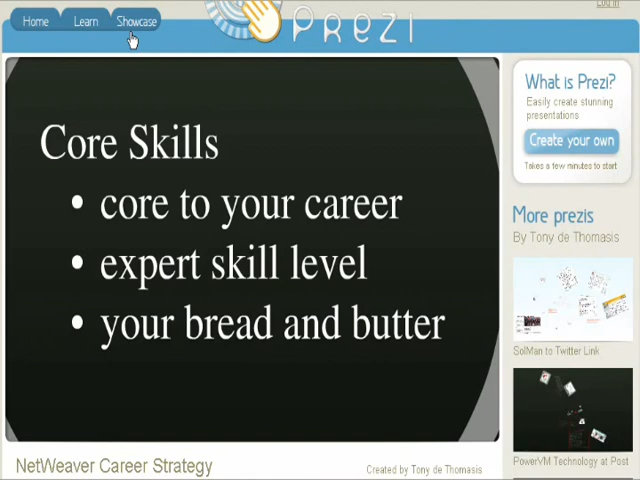 Home Learn Showcase
Log in
PREZI
Core Skills
• core to your career
• expert skill level
• your bread and butter
What is Prezi?
Easily create stunning
presentations
Create your own
Takes a few minutes to start
More prezis
By Tony de Thomasis
SolMan to Twitter Link
PowerVM Technology at Post
NetWeaver Career Strategy
Created by Tony de Thomasis